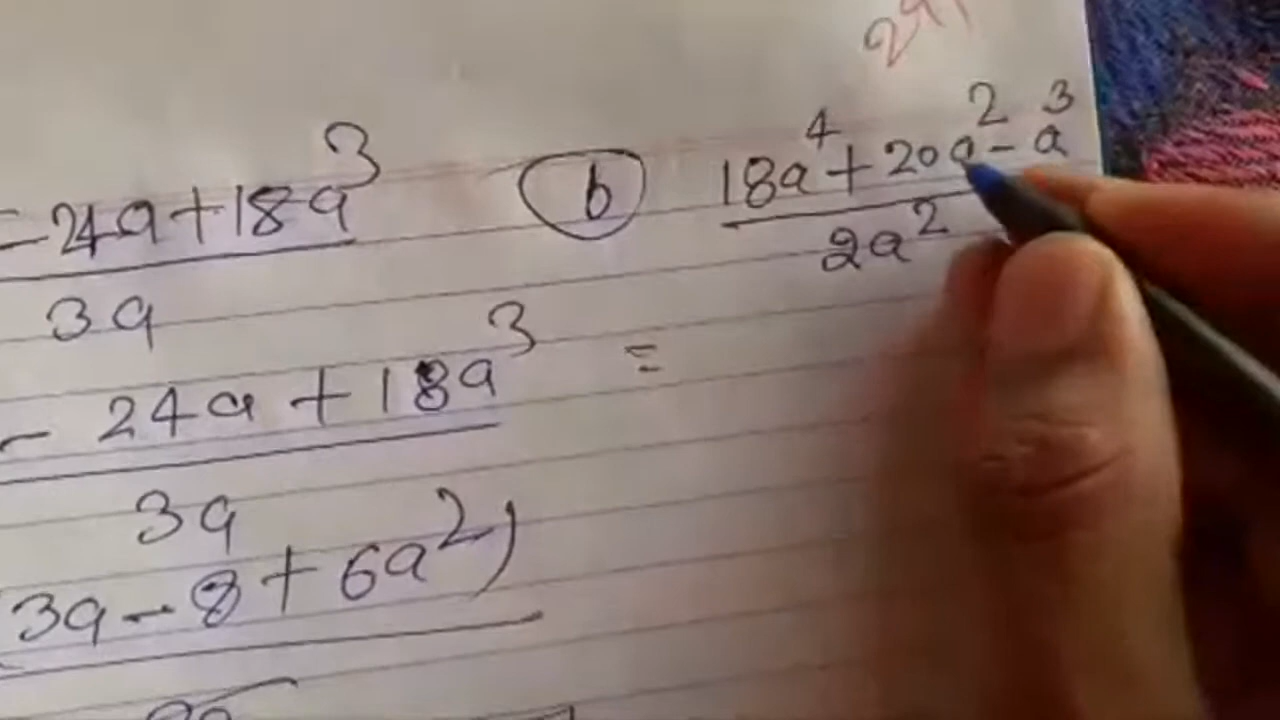 - 24a + 18a³
3a
b 18a⁴ + 20a² - a³
2a²
- 24a + 18a³ =
3a
(3a - 8 + 6a²)